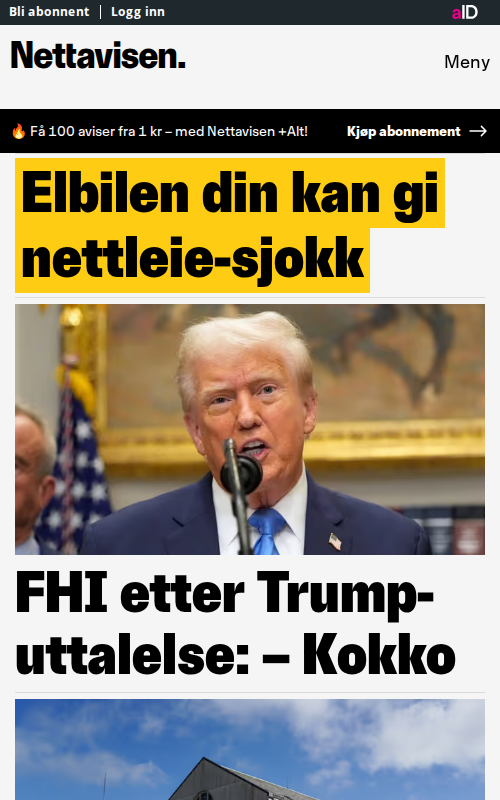 Bli abonnent | Logg inn
aID
Nettavisen.
Meny
🔥 Få 100 aviser fra 1 kr – med Nettavisen +Alt!
Kjøp abonnement →
Elbilen din kan gi
nettleie-sjokk
FHI etter Trump-
uttalelse: – Kokko